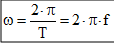 ω = 2·π / T = 2·π·f